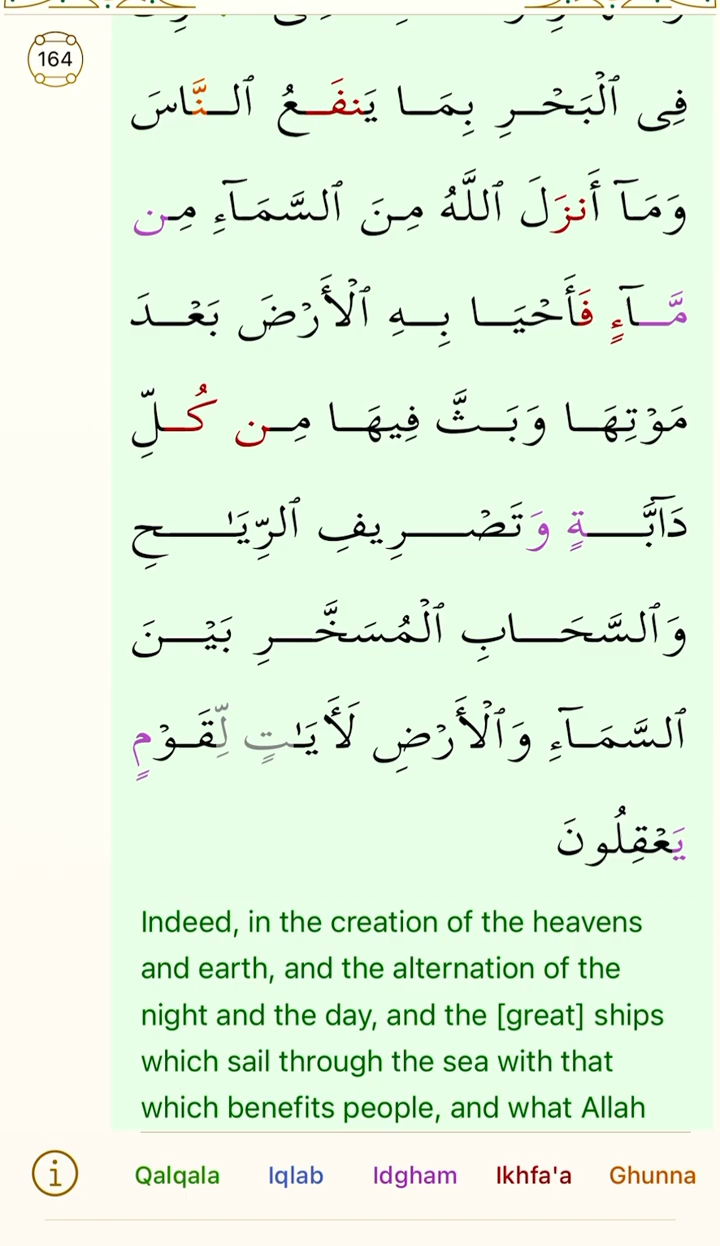 164
فِى ٱلْبَحْرِ بِمَا يَنفَعُ ٱلنَّاسَ
وَمَآ أَنزَلَ ٱللَّهُ مِنَ ٱلسَّمَآءِ مِن
مَّآءٍ فَأَحْيَا بِهِ ٱلْأَرْضَ بَعْدَ
مَوْتِهَا وَبَثَّ فِيهَا مِن كُلِّ
دَآبَّةٍ وَتَصْرِيفِ ٱلرِّيَـٰحِ
وَٱلسَّحَابِ ٱلْمُسَخَّرِ بَيْنَ
ٱلسَّمَآءِ وَٱلْأَرْضِ لَأَيَـٰتٍ لِّقَوْمٍ
يَعْقِلُونَ
Indeed, in the creation of the heavens
and earth, and the alternation of the
night and the day, and the [great] ships
which sail through the sea with that
which benefits people, and what Allah
Qalqala Iqlab Idgham Ikhfa'a Ghunna